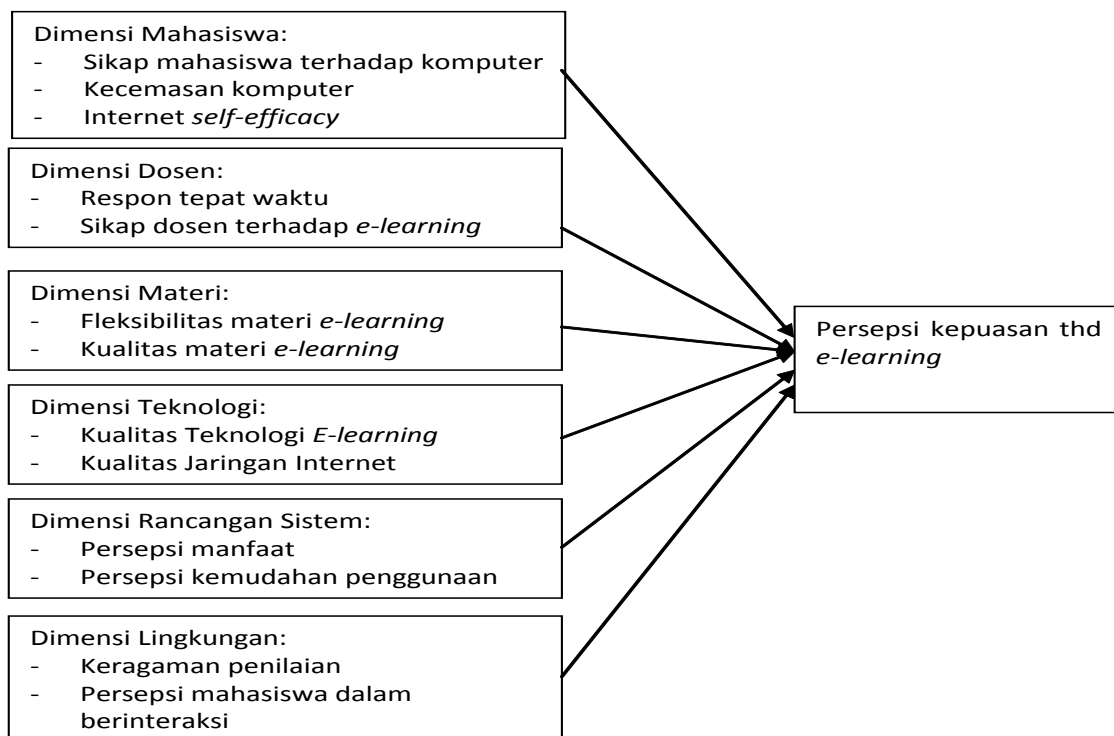 Dimensi Mahasiswa:
- Sikap mahasiswa terhadap komputer
- Kecemasan komputer
- Internet self-efficacy
Dimensi Dosen:
- Respon tepat waktu
- Sikap dosen terhadap e-learning
Dimensi Materi:
- Fleksibilitas materi e-learning
- Kualitas materi e-learning
Dimensi Teknologi:
- Kualitas Teknologi E-learning
- Kualitas Jaringan Internet
Dimensi Rancangan Sistem:
- Persepsi manfaat
- Persepsi kemudahan penggunaan
Dimensi Lingkungan:
- Keragaman penilaian
- Persepsi mahasiswa dalam
berinteraksi
Persepsi kepuasan thd
e-learning